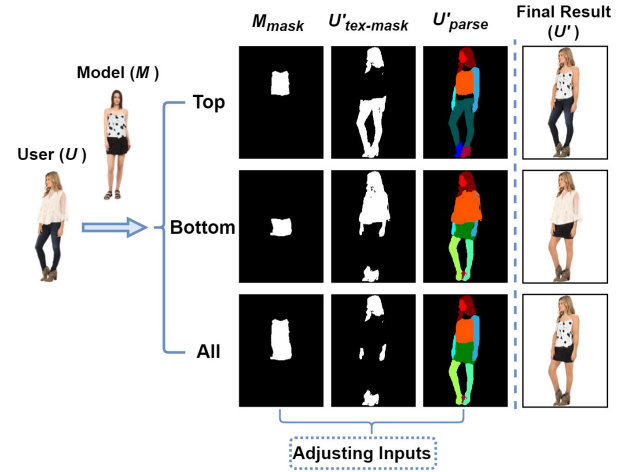 M_mask U'_tex-mask U'_parse Final Result
(U' )
Model (M )
Top
User (U )
Bottom
All
Adjusting Inputs